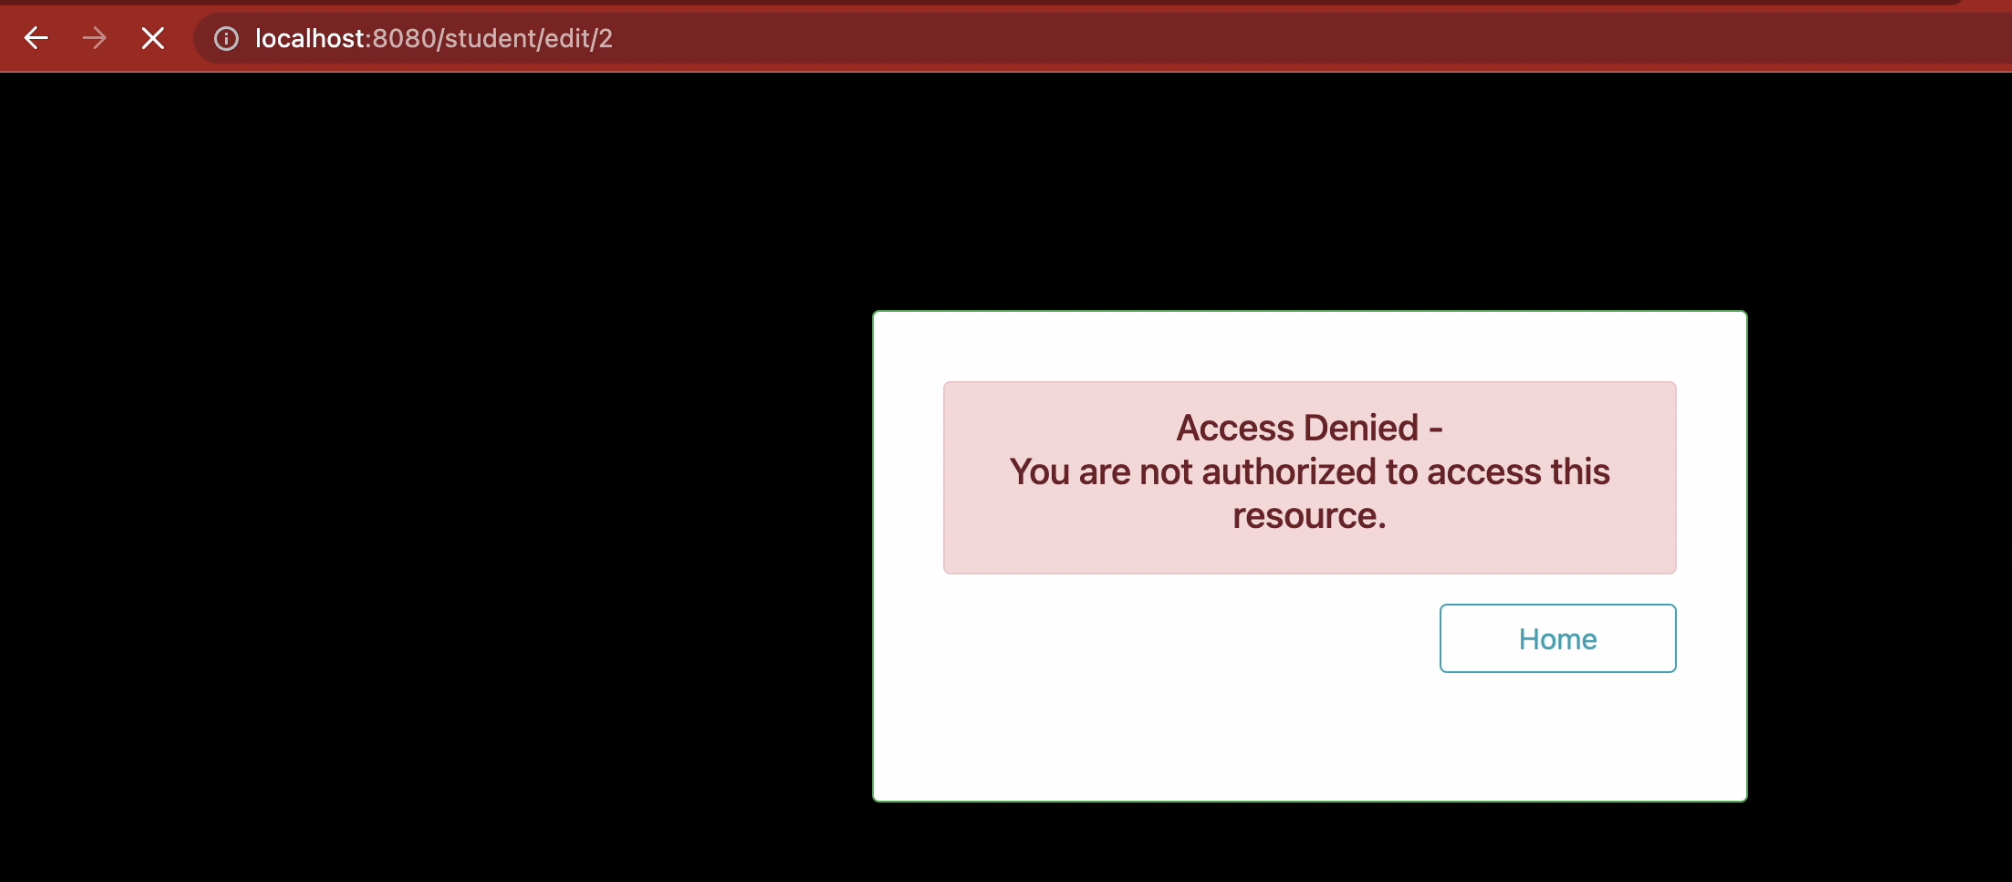 localhost:8080/student/edit/2
Access Denied -
You are not authorized to access this
resource.
Home